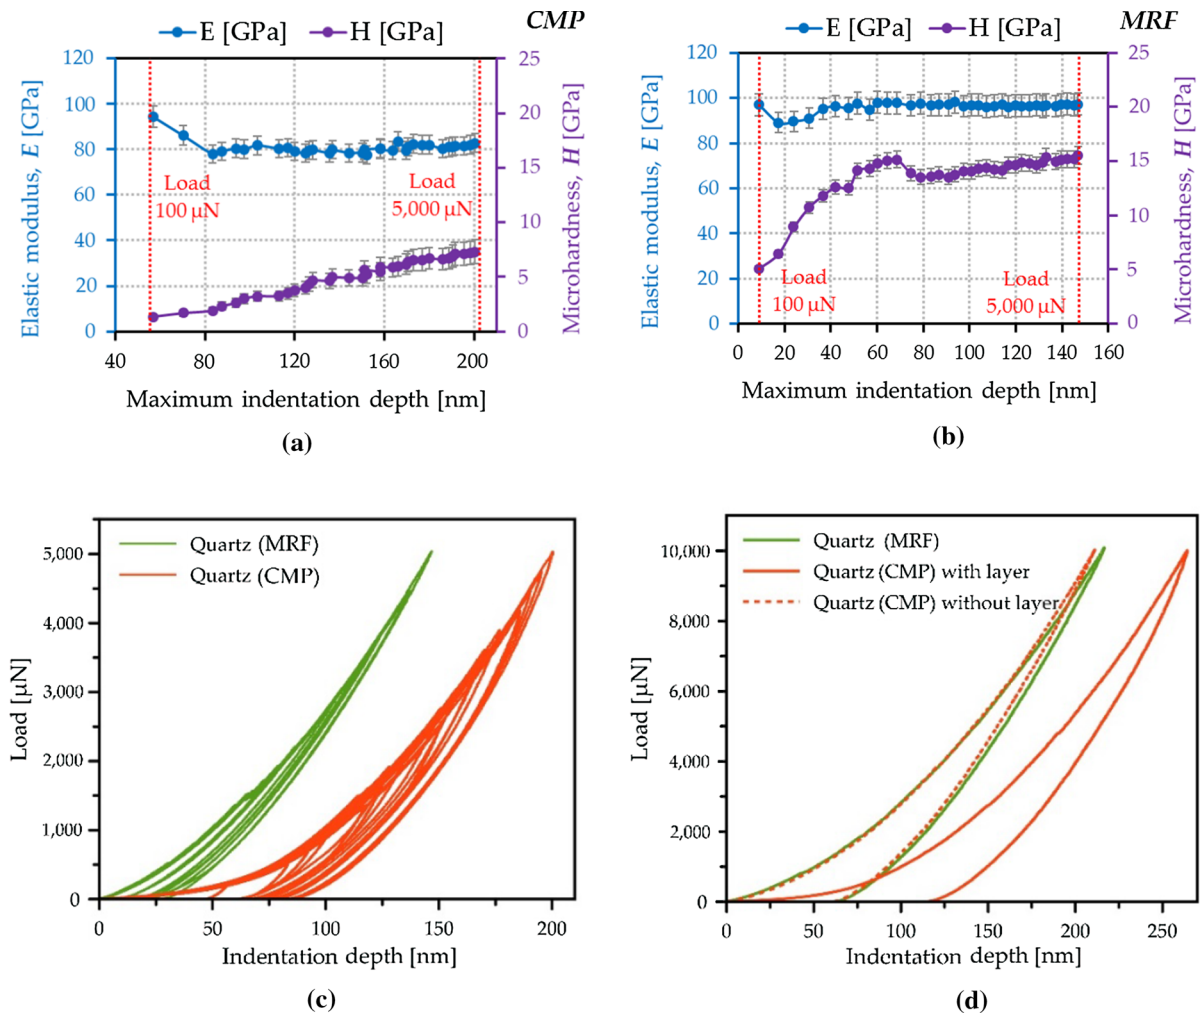 CMP
E [GPa] H [GPa]
120 100 80 60 40 20 0
Elastic modulus, E [GPa]
25 20 15 10 5 0
Microhardness, H [GPa]
Load
100 µN
Load
5,000 µN
40 80 120 160 200
Maximum indentation depth [nm]
(a)
MRF
E [GPa] H [GPa]
120 100 80 60 40 20 0
Elastic modulus, E [GPa]
25 20 15 10 5 0
Microhardness, H [GPa]
Load
100 µN
Load
5,000 µN
0 20 40 60 80 100 120 140 160
Maximum indentation depth [nm]
(b)
Quartz (MRF)
Quartz (CMP)
5,000
4,000
3,000
2,000
1,000
0
Load [µN]
0 50 100 150 200
Indentation depth [nm]
(c)
Quartz (MRF)
Quartz (CMP) with layer
Quartz (CMP) without layer
10,000
8,000
6,000
4,000
2,000
0
Load [µN]
0 50 100 150 200 250
Indentation depth [nm]
(d)